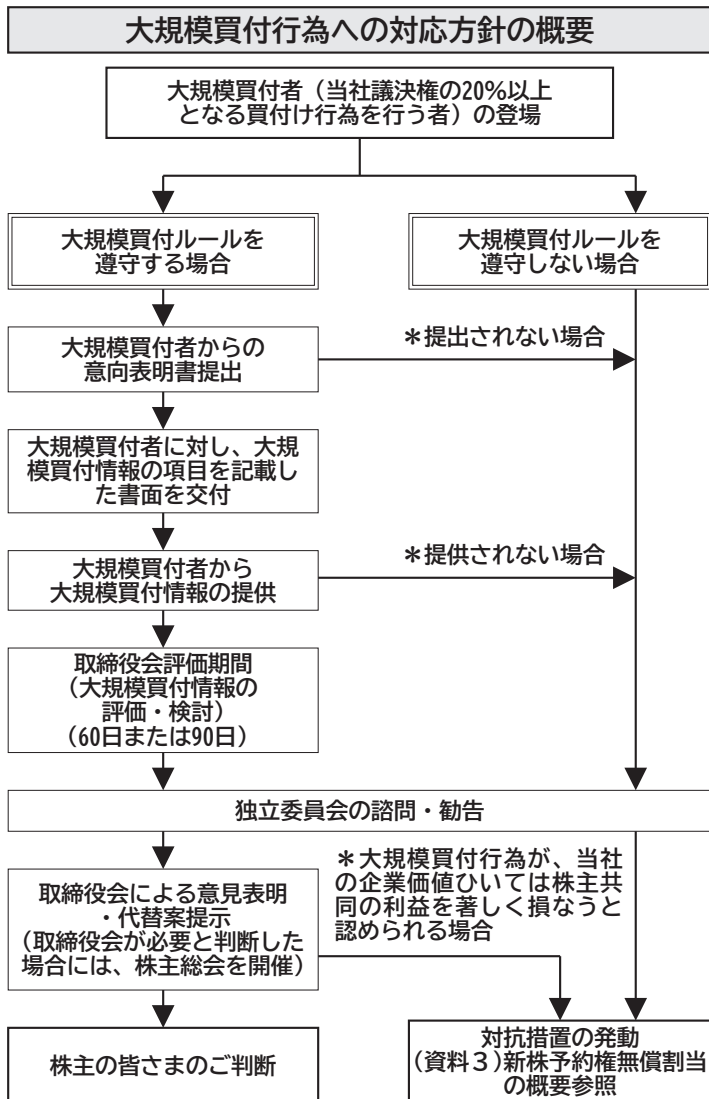 大規模買付行為への対応方針の概要
大規模買付者（当社議決権の20%以上
となる買付け行為を行う者）の登場
大規模買付ルールを
遵守する場合
大規模買付ルールを
遵守しない場合
大規模買付者からの
意向表明書提出
＊提出されない場合
大規模買付者に対し、大規
模買付情報の項目を記載し
た書面を交付
大規模買付者から
大規模買付情報の提供
＊提供されない場合
取締役会評価期間
（大規模買付情報の
評価・検討）
（60日または90日）
独立委員会の諮問・勧告
取締役会による意見表明
・代替案提示
（取締役会が必要と判断した
場合には、株主総会を開催）
＊大規模買付行為が、当社
の企業価値ひいては株主共
同の利益を著しく損なうと
認められる場合
株主の皆さまのご判断
対抗措置の発動
（資料３）新株予約権無償割当
の概要参照